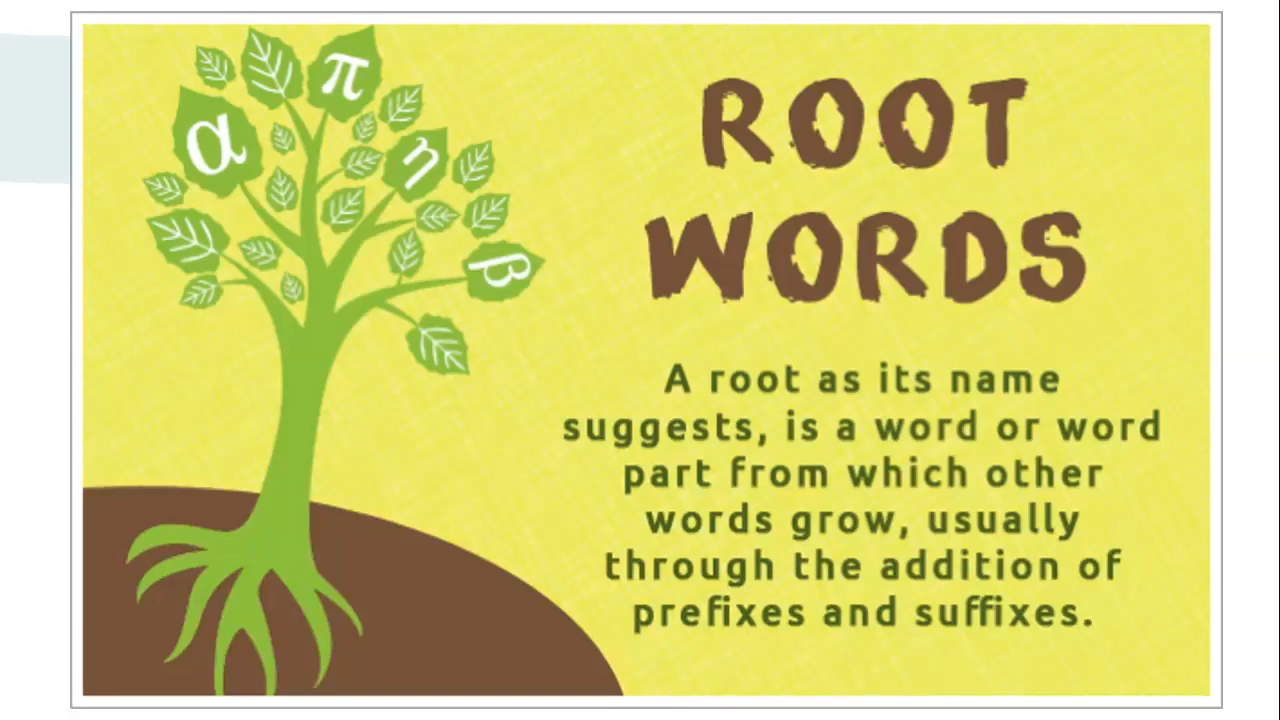 π
α
η
β
ROOT
WORDS
A root as its name
suggests, is a word or word
part from which other
words grow, usually
through the addition of
prefixes and suffixes.